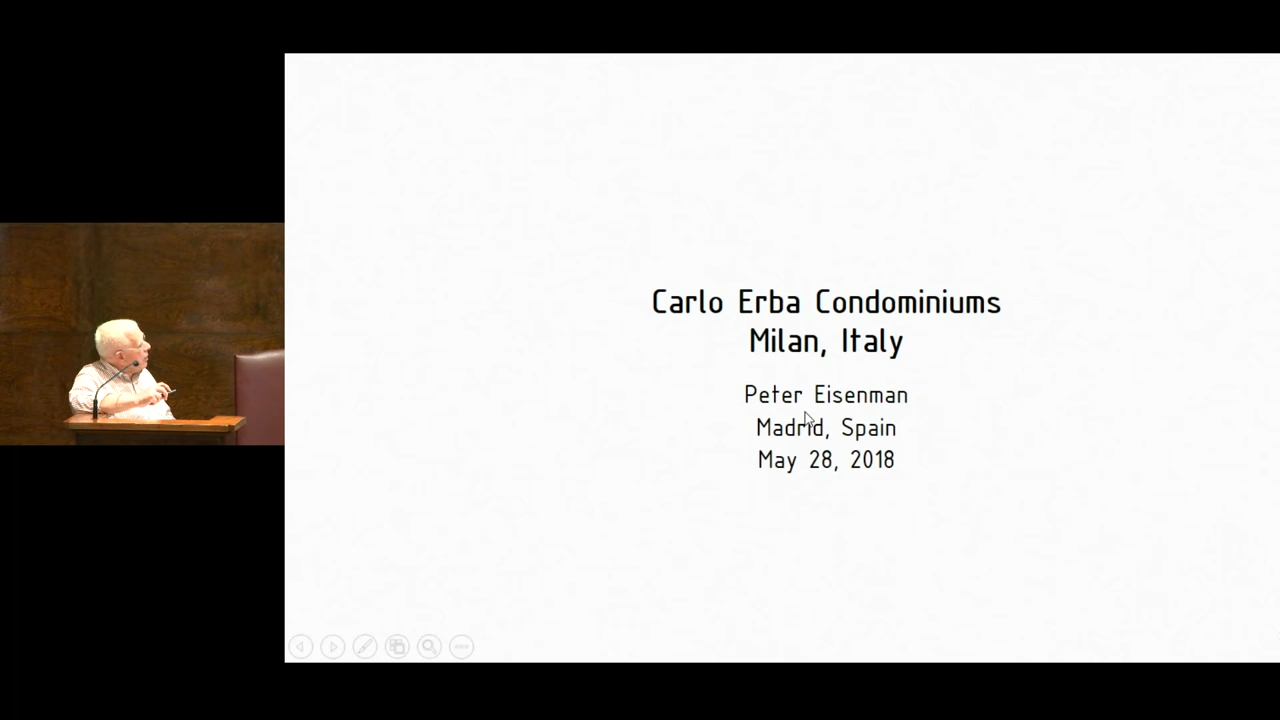 Carlo Erba Condominiums
Milan, Italy
Peter Eisenman
Madrid, Spain
May 28, 2018